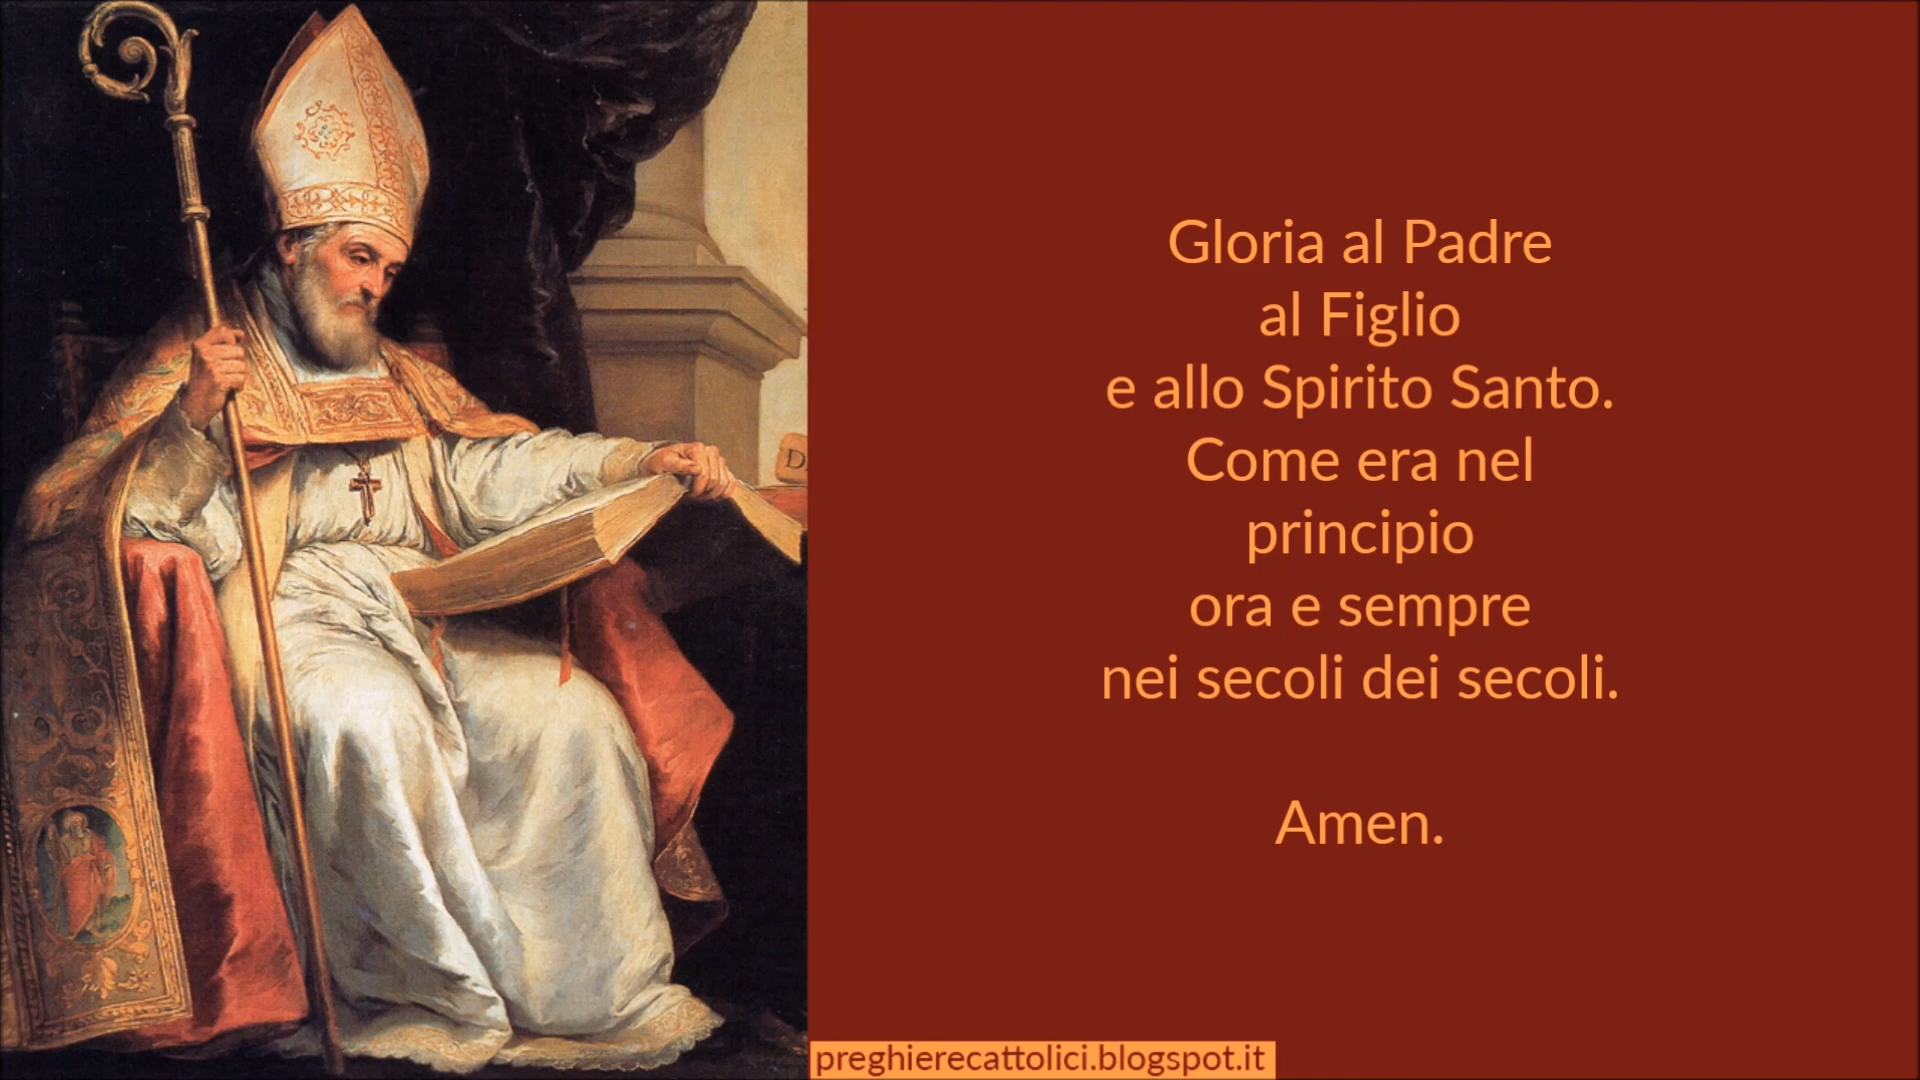 Gloria al Padre
al Figlio
e allo Spirito Santo.
Come era nel
principio
ora e sempre
nei secoli dei secoli.
Amen.
preghierecattolici.blogspot.it